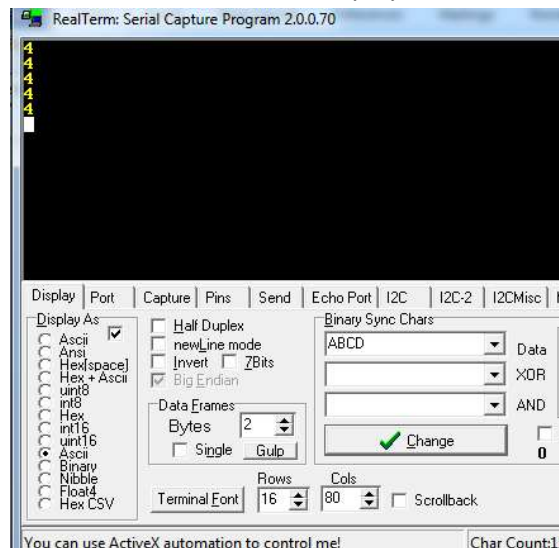 RealTerm: Serial Capture Program 2.0.0.70
4
4
4
4
4
Display Port Capture Pins Send Echo Port I2C I2C-2 I2CMisc
Display As
Ascii
Ansi
Hex[space]
Hex + Ascii
uint8
int8
Hex
int16
uint16
Ascii
Binary
Nibble
Float4
Hex CSV
Half Duplex
newLine mode
Invert 7Bits
Big Endian
Data Frames
Bytes 2
Single Gulp
Binary Sync Chars
ABCD
Data
XOR
AND
Change
0
Terminal Font
Rows
16
Cols
80
Scrollback
You can use ActiveX automation to control me!
Char Count:1